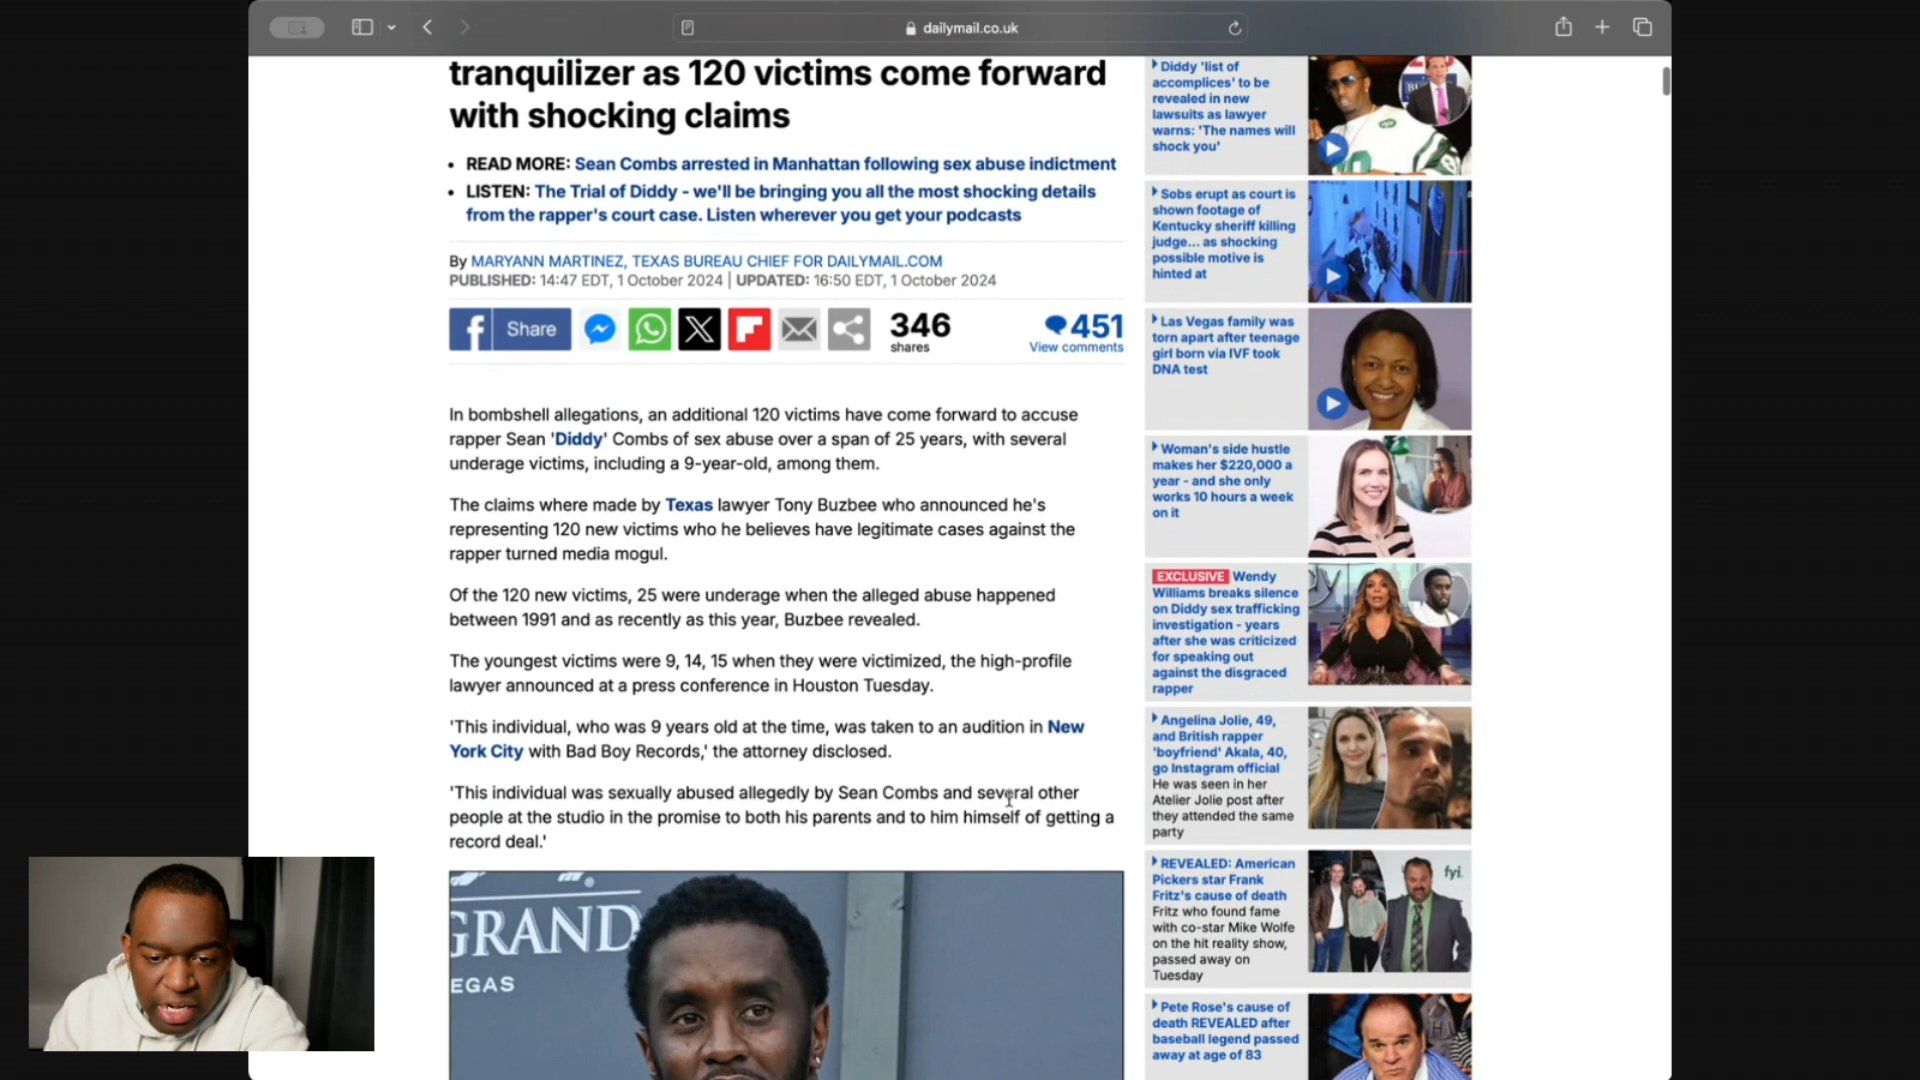 dailymail.co.uk
tranquilizer as 120 victims come forward
with shocking claims
• READ MORE: Sean Combs arrested in Manhattan following sex abuse indictment
• LISTEN: The Trial of Diddy - we'll be bringing you all the most shocking details
from the rapper's court case. Listen wherever you get your podcasts
By MARYANN MARTINEZ, TEXAS BUREAU CHIEF FOR DAILYMAIL.COM
PUBLISHED: 14:47 EDT, 1 October 2024 | UPDATED: 16:50 EDT, 1 October 2024
Share
346
shares
451
View comments
In bombshell allegations, an additional 120 victims have come forward to accuse
rapper Sean 'Diddy' Combs of sex abuse over a span of 25 years, with several
underage victims, including a 9-year-old, among them.
The claims where made by Texas lawyer Tony Buzbee who announced he's
representing 120 new victims who he believes have legitimate cases against the
rapper turned media mogul.
Of the 120 new victims, 25 were underage when the alleged abuse happened
between 1991 and as recently as this year, Buzbee revealed.
The youngest victims were 9, 14, 15 when they were victimized, the high-profile
lawyer announced at a press conference in Houston Tuesday.
'This individual, who was 9 years old at the time, was taken to an audition in New
York City with Bad Boy Records,' the attorney disclosed.
'This individual was sexually abused allegedly by Sean Combs and several other
people at the studio in the promise to both his parents and to him himself of getting a
record deal.'
GRAND
EGAS
Diddy 'list of
accomplices' to be
revealed in new
lawsuits as lawyer
warns: 'The names will
shock you'
Sobs erupt as court is
shown footage of
Kentucky sheriff killing
judge... as shocking
possible motive is
hinted at
Las Vegas family was
torn apart after teenage
girl born via IVF took
DNA test
Woman's side hustle
makes her $220,000 a
year - and she only
works 10 hours a week
on it
EXCLUSIVE Wendy
Williams breaks silence
on Diddy sex trafficking
investigation - years
after she was criticized
for speaking out
against the disgraced
rapper
Angelina Jolie, 49,
and British rapper
'boyfriend' Akala, 40,
go Instagram official
He was seen in her
Atelier Jolie post after
they attended the same
party
REVEALED: American
Pickers star Frank
Fritz's cause of death
Fritz who found fame
with co-star Mike Wolfe
on the hit reality show,
passed away on
Tuesday
fyi.
Pete Rose's cause of
death REVEALED after
baseball legend passed
away at age of 83